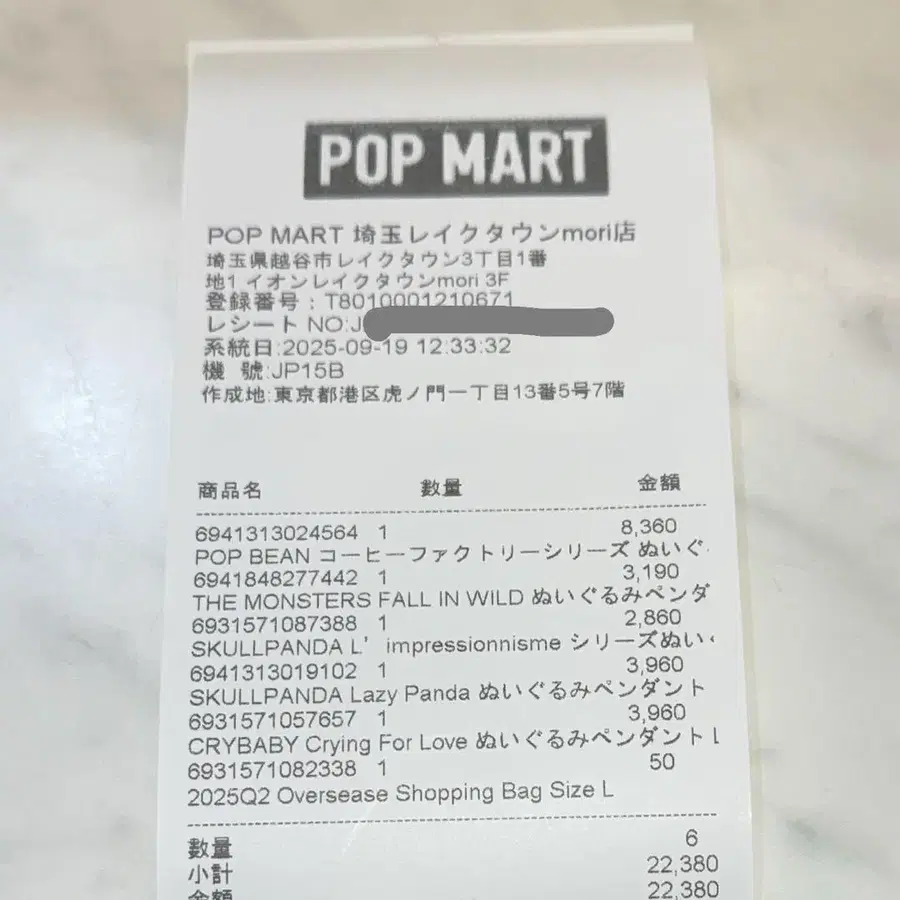 POP MART
POP MART 埼玉レイクタウンmori店
埼玉県越谷市レイクタウン3丁目1番
地1 イオンレイクタウンmori 3F
登録番号：T8010001210671
レシート NO:J
系統日:2025-09-19 12:33:32
機 號:JP15B
作成地:東京都港区虎ノ門一丁目13番5号7階
商品名 数量 金額
6941313024564 1 8,360
POP BEAN コーヒーファクトリーシリーズ ぬいぐ
6941848277442 1 3,190
THE MONSTERS FALL IN WILD ぬいぐるみペンダ
6931571087388 1 2,860
SKULLPANDA L’impressionnisme シリーズぬい
6941313019102 1 3,960
SKULLPANDA Lazy Panda ぬいぐるみペンダント
6931571057657 1 3,960
CRYBABY Crying For Love ぬいぐるみペンダント
6931571082338 1 50
2025Q2 Oversease Shopping Bag Size L
數量 6
小計 22,380
金額 22,380